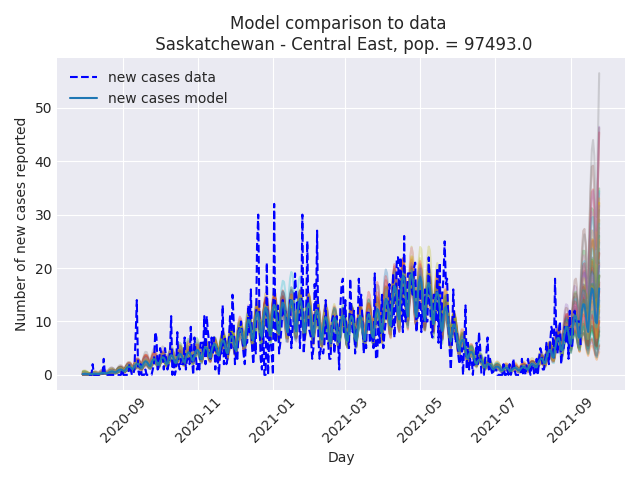 Model comparison to data
Saskatchewan - Central East, pop. = 97493.0
new cases data
new cases model
Number of new cases reported
50
40
30
20
10
0
2020-09
2020-11
2021-01
2021-03
2021-05
2021-07
2021-09
Day